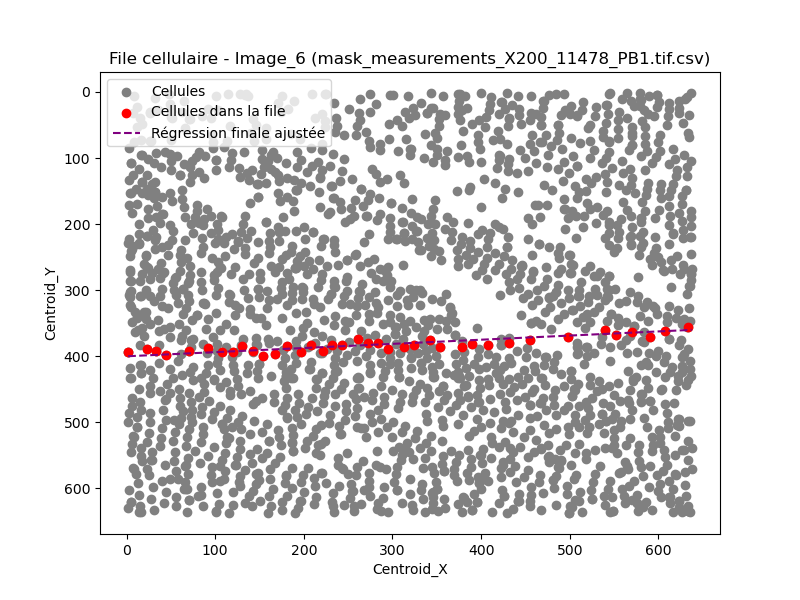 File cellulaire - Image_6 (mask_measurements_X200_11478_PB1.tif.csv)
Cellules
Cellules dans la file
Régression finale ajustée
0
100
200
300
400
500
600
Centroid_Y
0 100 200 300 400 500 600
Centroid_X